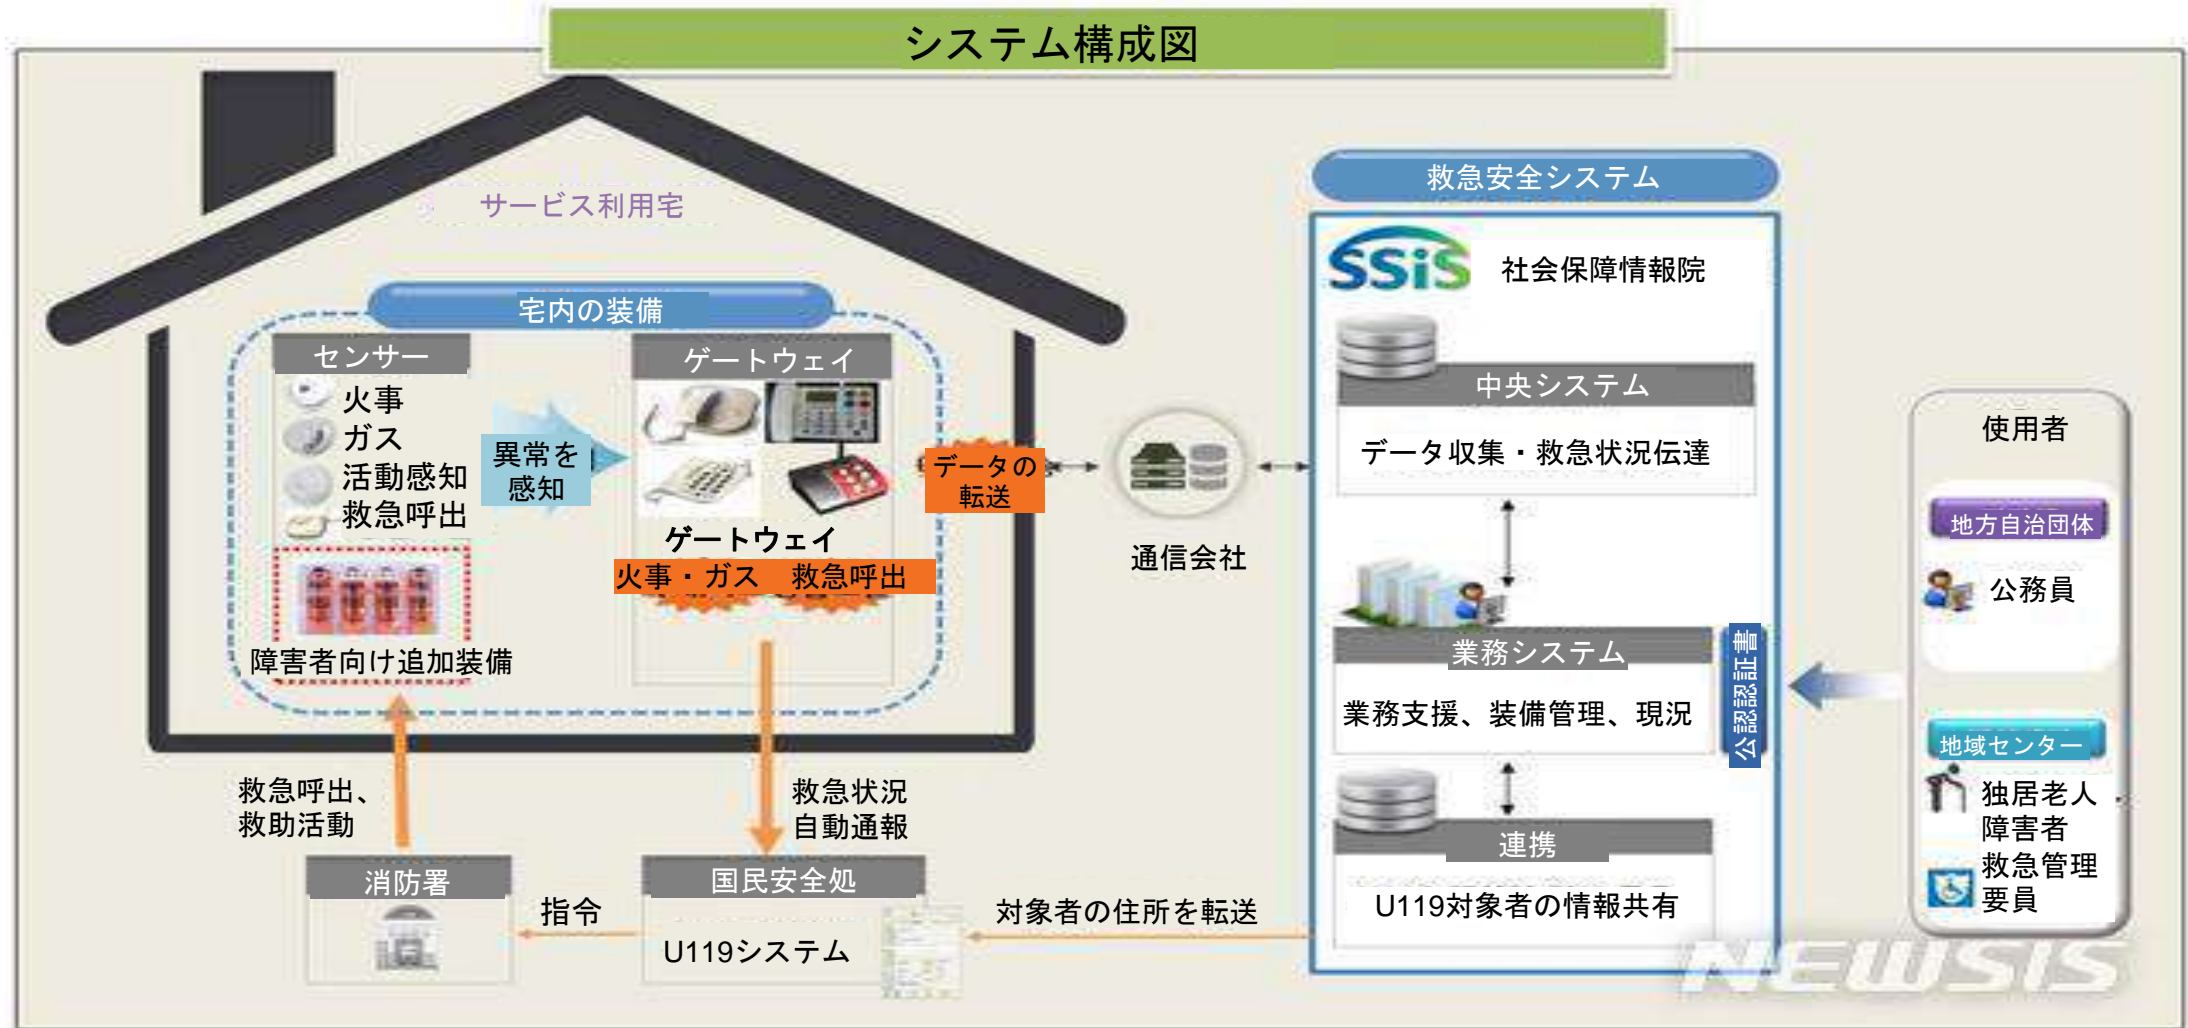 システム構成図
サービス利用宅
宅内の装備
センサー
火事
ガス
活動感知
救急呼出
障害者向け追加装備
異常を
感知
ゲートウェイ
ゲートウェイ
火事・ガス 救急呼出
データの
転送
通信会社
救急安全システム
SSiS
社会保障情報院
中央システム
データ収集・救急状況伝達
業務システム
業務支援、装備管理、現況
公認認証書
連携
U119対象者の情報共有
使用者
地方自治団体
公務員
地域センター
独居老人
障害者
救急管理
要員
救急呼出、
救助活動
救急状況
自動通報
消防署
指令
国民安全処
U119システム
対象者の住所を転送
NEWSIS